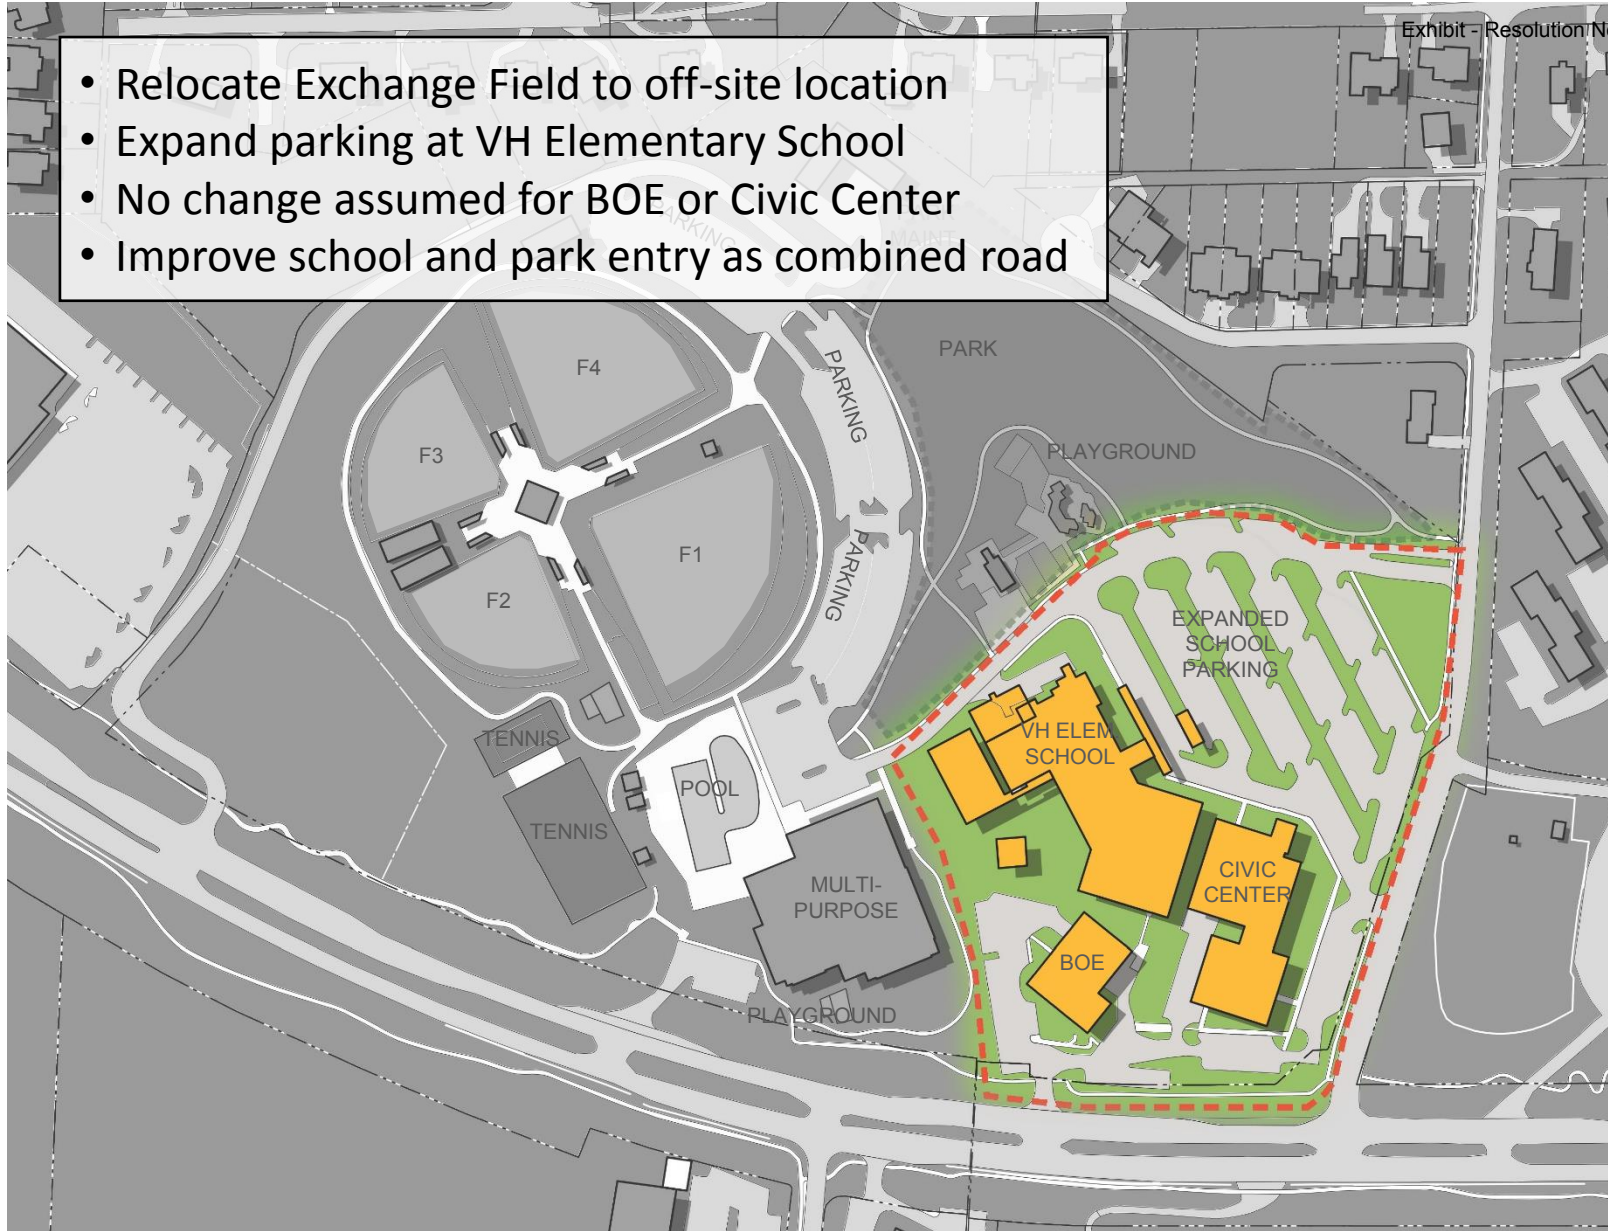 Exhibit - Resolution
• Relocate Exchange Field to off-site location
• Expand parking at VH Elementary School
• No change assumed for BOE or Civic Center
• Improve school and park entry as combined road
PARKING
MAINT
PARK
F4
PARKING
PLAYGROUND
F3
F1
PARKING
F2
EXPANDED
SCHOOL
PARKING
TENNIS
VH ELEM.
SCHOOL
POOL
TENNIS
MULTI-
PURPOSE
CIVIC
CENTER
BOE
PLAYGROUND